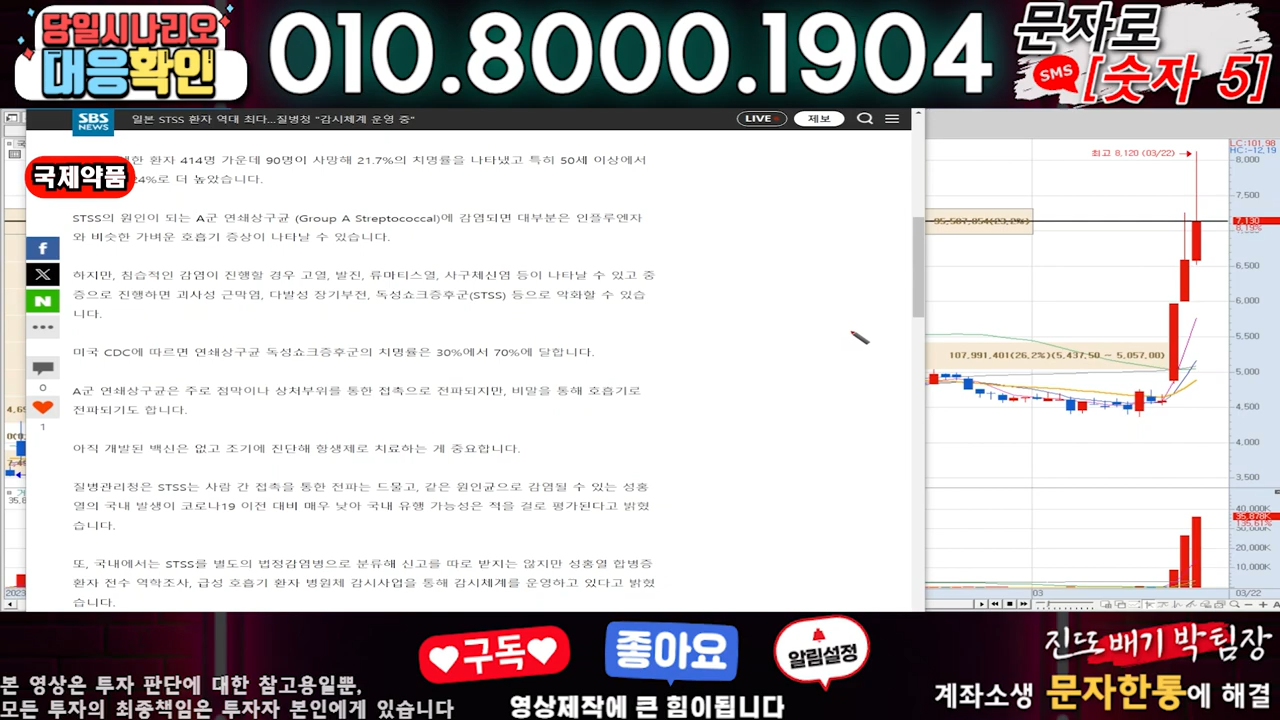 당일시나리오
대응확인
010.8000.1904
문자로
SMS
[숫자 5]
SBS
NEWS
일본 STSS 환자 역대 최다...질병청 "감시체계 운영 중"
LIVE
제보
국제약품
한 환자 414명 가운데 90명이 사망해 21.7%의 치명률을 나타냈고 특히 50세 이상에서
24%로 더 높았습니다.
STSS의 원인이 되는 A군 연쇄상구균 (Group A Streptococcal)에 감염되면 대부분은 인플루엔자
와 비슷한 가벼운 호흡기 증상이 나타날 수 있습니다.
하지만, 침습적인 감염이 진행할 경우 고열, 발진, 류마티스열, 사구체신염 등이 나타날 수 있고 중
증으로 진행하면 괴사성 근막염, 다발성 장기부전, 독성쇼크증후군(STSS) 등으로 악화할 수 있습
니다.
미국 CDC에 따르면 연쇄상구균 독성쇼크증후군의 치명률은 30%에서 70%에 달합니다.
A군 연쇄상구균은 주로 점막이나 상처부위를 통한 접촉으로 전파되지만, 비말을 통해 호흡기로
전파되기도 합니다.
아직 개발된 백신은 없고 조기에 진단해 항생제로 치료하는 게 중요합니다.
질병관리청은 STSS는 사람 간 접촉을 통한 전파는 드물고, 같은 원인균으로 감염될 수 있는 성홍
열의 국내 발생이 코로나19 이전 대비 매우 낮아 국내 유행 가능성은 적을 걸로 평가된다고 밝혔
습니다.
또, 국내에서는 STSS를 별도의 법정감염병으로 분류해 신고를 따로 받지는 않지만 성홍열 합병증
환자 전수 역학조사, 급성 호흡기 환자 병원체 감시사업을 통해 감시체계를 운영하고 있다고 밝혔
습니다.
f
X
N
0
1
LC:101.98
HC:-12.19
최고 8,120 (03/22)
8,000
7,500
7,130
8.19%
6,500
6,000
5,500
5,000
4,500
4,000
3,500
107,991,401(26,2%)(5,437,50 ~ 5,057,00)
40,000K
35,878K
135,61%
20,000K
10,000K
2023
03
03/22
구독
좋아요
알림설정
진또배기 박팀장
본 영상은 투자 판단에 대한 참고용일뿐,
모든 투자의 최종책임은 투자자 본인에게 있습니다
영상제작에 큰 힘이됩니다
계좌소생 문자한통에 해결